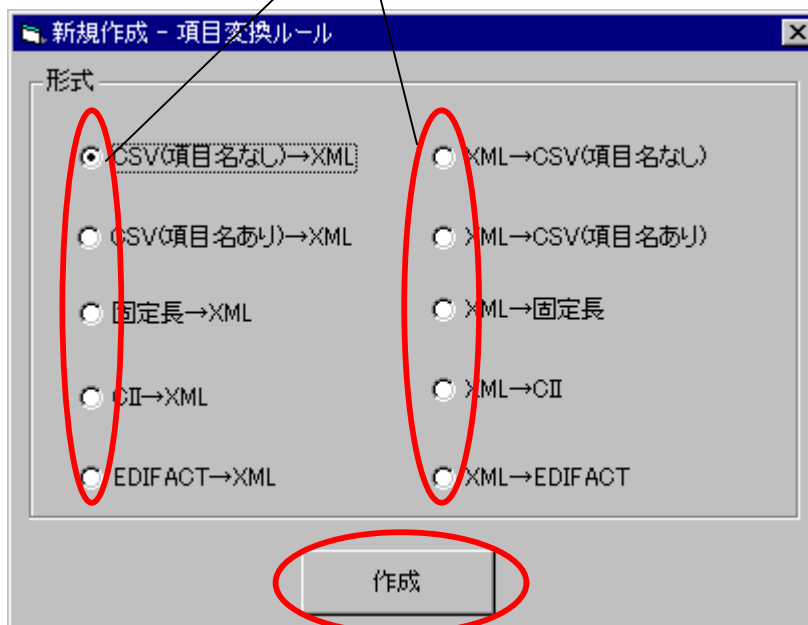 新規作成 - 項目変換ルール
形式
CSV(項目名なし)→XML
XML→CSV(項目名なし)
CSV(項目名あり)→XML
XML→CSV(項目名あり)
固定長→XML
XML→固定長
CII→XML
XML→CII
EDIFACT→XML
XML→EDIFACT
作成